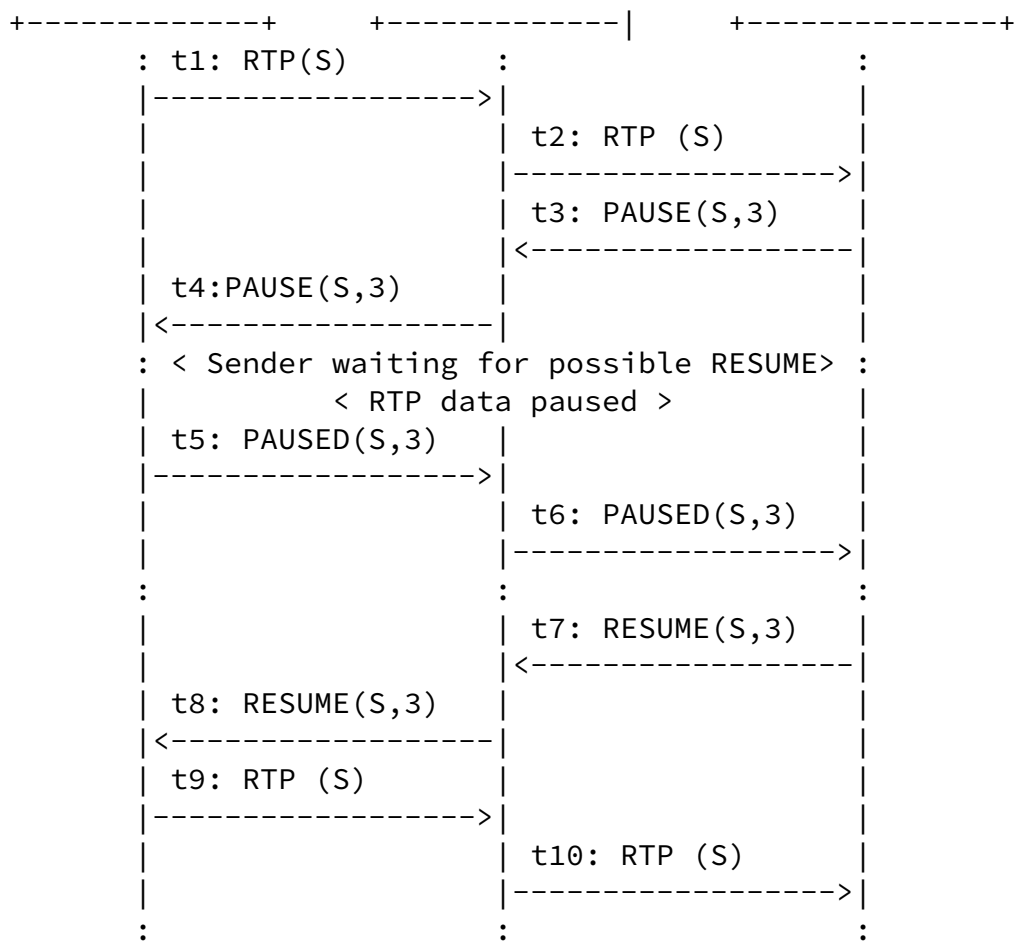 t1: RTP(S)
t2: RTP (S)
t3: PAUSE(S,3)
t4:PAUSE(S,3)
< Sender waiting for possible RESUME>
< RTP data paused >
t5: PAUSED(S,3)
t6: PAUSED(S,3)
t7: RESUME(S,3)
t8: RESUME(S,3)
t9: RTP (S)
t10: RTP (S)